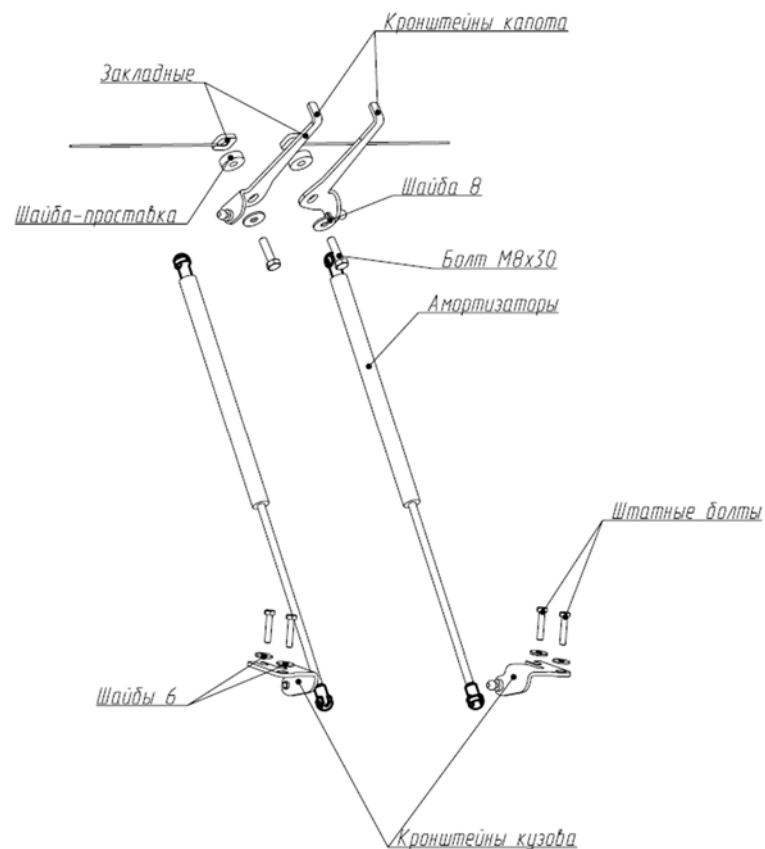 Кронштейны капота
Закладные
Шайба 8
Шайба-проставка
Болт М8х30
Амортизаторы
Штатные болты
Шайбы 6
Кронштейны кузова